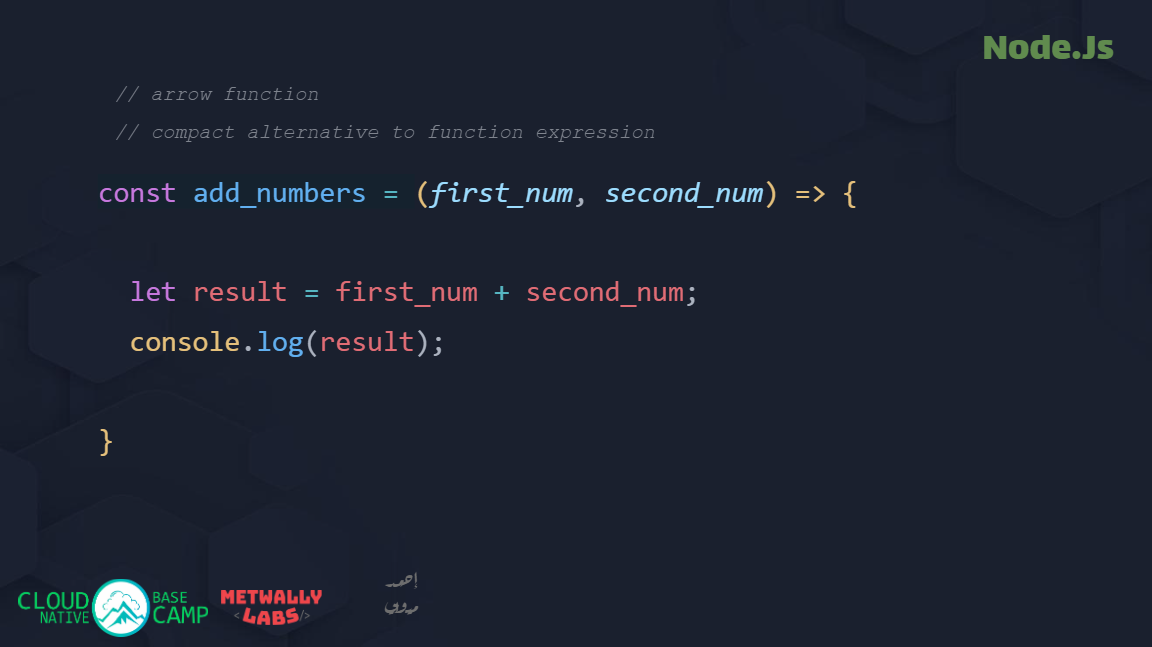 Node.Js
// arrow function
// compact alternative to function expression
const add_numbers = (first_num, second_num) => {
let result = first_num + second_num;
console.log(result);
}
CLOUD NATIVE BASE CAMP
METWALLY
<LABS/>